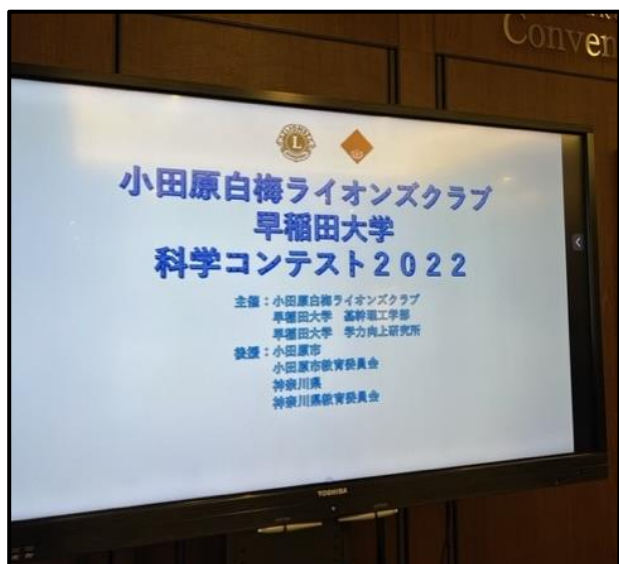 Conven
小田原白梅ライオンズクラブ
早稲田大学
科学コンテスト2022
主催：小田原白梅ライオンズクラブ
早稲田大学 基幹理工学部
早稲田大学 学力向上研究所
後援：小田原市
小田原市教育委員会
神奈川県
神奈川県教育委員会
TOSHIBA